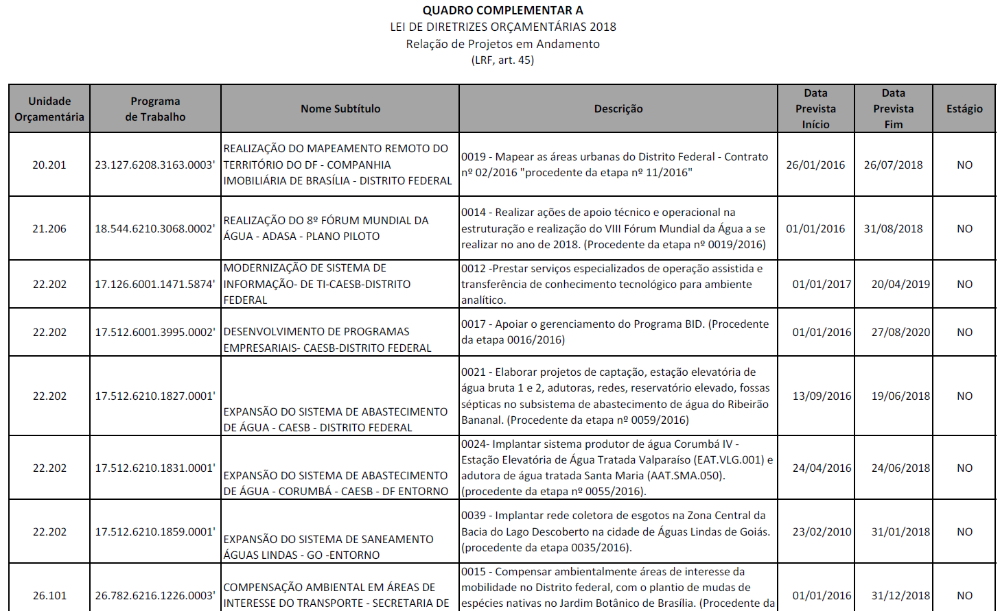 QUADRO COMPLEMENTAR A
LEI DE DIRETRIZES ORÇAMENTÁRIAS 2018
Relação de Projetos em Andamento
(LRF, art. 45)
Unidade
Orçamentária
Programa
de Trabalho
Nome Subtítulo
Descrição
Data
Prevista
Início
Data
Prevista
Fim
Estágio
20.201
23.127.6208.3163.0003'
REALIZAÇÃO DO MAPEAMENTO REMOTO DO
TERRITÓRIO DO DF - COMPANHIA
IMOBILIÁRIA DE BRASÍLIA - DISTRITO FEDERAL
0019 - Mapear as áreas urbanas do Distrito Federal - Contrato
nº 02/2016 "procedente da etapa nº 11/2016"
26/01/2016
26/07/2018
NO
21.206
18.544.6210.3068.0002'
REALIZAÇÃO DO 8º FÓRUM MUNDIAL DA
ÁGUA - ADASA - PLANO PILOTO
0014 - Realizar ações de apoio técnico e operacional na
estruturação e realização do VIII Fórum Mundial da Água a se
realizar no ano de 2018. (Procedente da etapa nº 0019/2016)
01/01/2016
31/08/2018
NO
22.202
17.126.6001.1471.5874'
MODERNIZAÇÃO DE SISTEMA DE
INFORMAÇÃO- DE TI-CAESB-DISTRITO
FEDERAL
0012 -Prestar serviços especializados de operação assistida e
transferência de conhecimento tecnológico para ambiente
analítico.
01/01/2017
20/04/2019
NO
22.202
17.512.6001.3995.0002'
DESENVOLVIMENTO DE PROGRAMAS
EMPRESARIAIS- CAESB-DISTRITO FEDERAL
0017 - Apoiar o gerenciamento do Programa BID. (Procedente
da etapa 0016/2016)
01/01/2016
27/08/2020
NO
22.202
17.512.6210.1827.0001'
EXPANSÃO DO SISTEMA DE ABASTECIMENTO
DE ÁGUA - CAESB - DISTRITO FEDERAL
0021 - Elaborar projetos de captação, estação elevatória de
água bruta 1 e 2, adutoras, redes, reservatório elevado, fossas
sépticas no subsistema de abastecimento de água do Ribeirão
Bananal. (Procedente da etapa nº 0059/2016)
13/09/2016
19/06/2018
NO
22.202
17.512.6210.1831.0001'
EXPANSÃO DO SISTEMA DE ABASTECIMENTO
DE ÁGUA - CORUMBÁ - CAESB - DF ENTORNO
0024- Implantar sistema produtor de água Corumbá IV -
Estação Elevatória de Água Tratada Valparaíso (EAT.VLG.001) e
adutora de água tratada Santa Maria (AAT.SMA.050).
(procedente da etapa nº 0055/2016).
24/04/2016
24/06/2018
NO
22.202
17.512.6210.1859.0001'
EXPANSÃO DO SISTEMA DE SANEAMENTO
ÁGUAS LINDAS - GO -ENTORNO
0039 - Implantar rede coletora de esgotos na Zona Central da
Bacia do Lago Descoberto na cidade de Águas Lindas de Goiás.
(procedente da etapa 0035/2016).
23/02/2010
31/01/2018
NO
26.101
26.782.6216.1226.0003'
COMPENSAÇÃO AMBIENTAL EM ÁREAS DE
INTERESSE DO TRANSPORTE - SECRETARIA DE
0015 - Compensar ambientalmente áreas de interesse da
mobilidade no Distrito federal, com o plantio de mudas de
espécies nativas no Jardim Botânico de Brasília. (Procedente da
01/01/2016
31/12/2018
NO